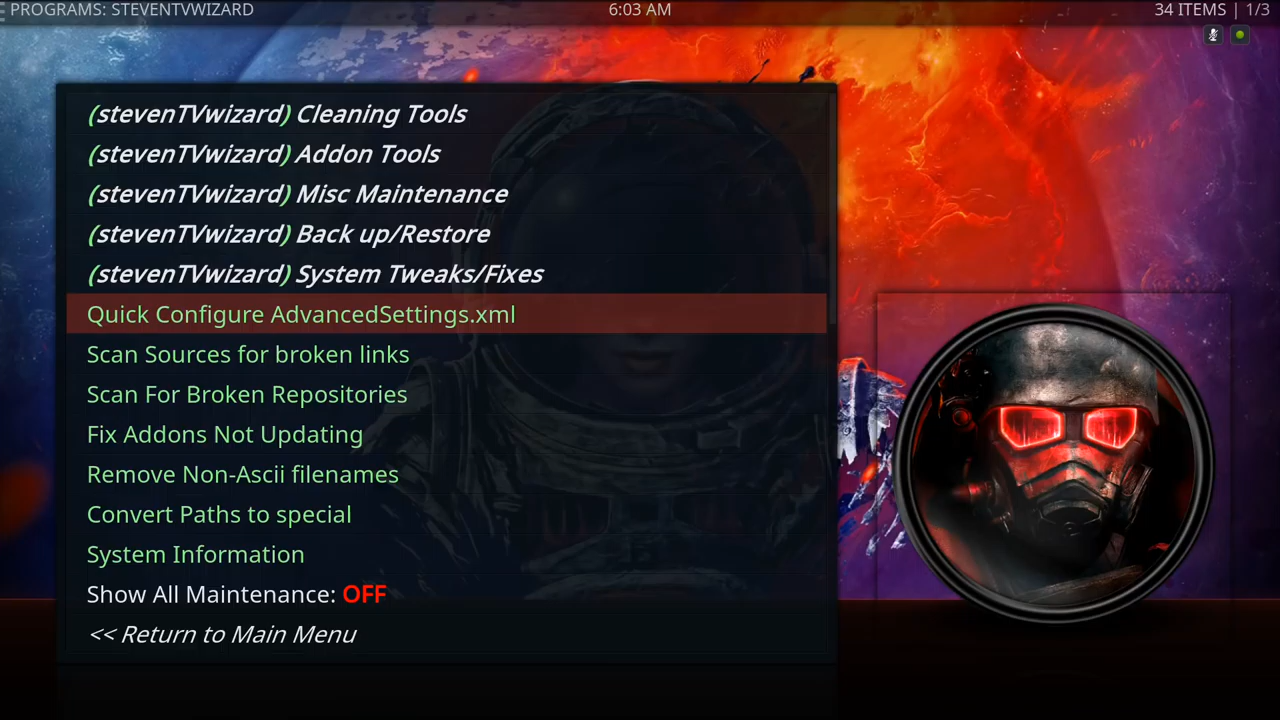 PROGRAMS: STEVENTVWIZARD
6:03 AM
34 ITEMS | 1/3
(stevenTVwizard) Cleaning Tools
(stevenTVwizard) Addon Tools
(stevenTVwizard) Misc Maintenance
(stevenTVwizard) Back up/Restore
(stevenTVwizard) System Tweaks/Fixes
Quick Configure AdvancedSettings.xml
Scan Sources for broken links
Scan For Broken Repositories
Fix Addons Not Updating
Remove Non-Ascii filenames
Convert Paths to special
System Information
Show All Maintenance: OFF
<< Return to Main Menu